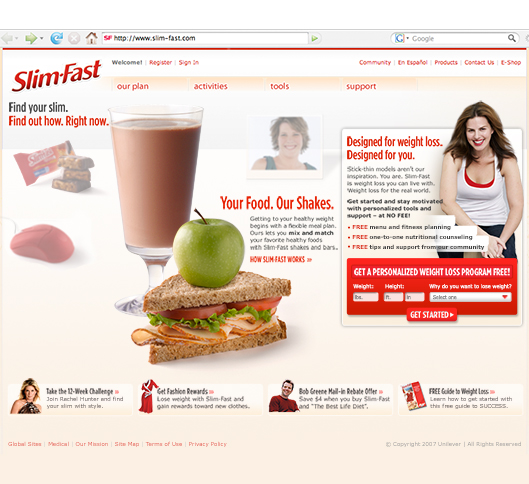 http://www.slim-fast.com
Google
Slim•Fast
Welcome! | Register | Sign In
Community | En Español | Products | Contact Us | E-Shop
our plan
activities
tools
support
Find your slim.
Find out how. Right now.
Your Food. Our Shakes.
Getting to your healthy weight
begins with a flexible meal plan.
Ours lets you mix and match
your favorite healthy foods
with Slim-Fast shakes and bars.
HOW SLIM-FAST WORKS
Designed for weight loss.
Designed for you.
Stick-thin models aren't our
inspiration. You are. Slim-Fast
is weight loss you can live with.
Weight loss for the real world.
Get started and stay motivated
with personalized tools and
support – at NO FEE!
• FREE menu and fitness planning
• FREE one-to-one nutritional counseling
• FREE tips and support from our community
GET A PERSONALIZED WEIGHT LOSS PROGRAM FREE!
Weight: Height: Why do you want to lose weight?
lbs. ft. in Select one
GET STARTED
Take the 12-Week Challenge
Join Rachel Hunter and find
your slim with style.
Get Fashion Rewards
Lose weight with Slim-Fast and
gain rewards toward new clothes.
Bob Greene Mail-in Rebate Offer
Save $4 when you buy Slim-Fast
and "The Best Life Diet".
FREE Guide to Weight Loss
Learn how to get started with
this free guide to SUCCESS.
Global Sites | Medical | Our Mission | Site Map | Terms of Use | Privacy Policy
© Copyright 2007 Unilever | All Rights Reserved